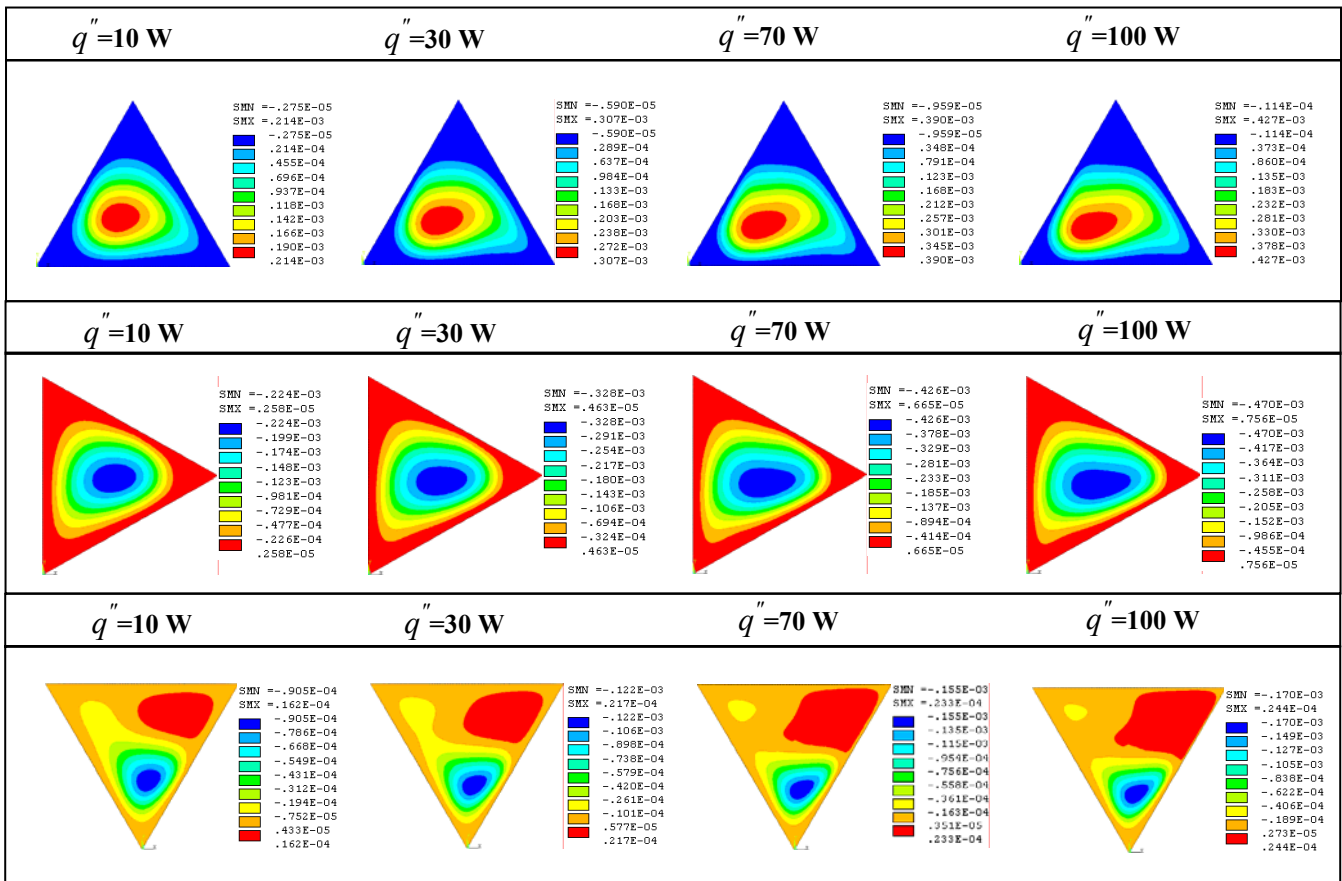 q"=10 W
q"=30 W
q"=70 W
q"=100 W
SMN =-.275E-05
SMX =.214E-03
-.275E-05
.214E-04
.455E-04
.696E-04
.937E-04
.118E-03
.142E-03
.166E-03
.190E-03
.214E-03
SMN =-.590E-05
SMX =.307E-03
-.590E-05
.289E-04
.637E-04
.984E-04
.133E-03
.168E-03
.203E-03
.238E-03
.272E-03
.307E-03
SMN =-.959E-05
SMX =.390E-03
-.959E-05
.348E-04
.791E-04
.123E-03
.168E-03
.212E-03
.257E-03
.301E-03
.345E-03
.390E-03
SMN =-.114E-04
SMX =.427E-03
-.114E-04
.373E-04
.860E-04
.135E-03
.183E-03
.232E-03
.281E-03
.330E-03
.378E-03
.427E-03
q"=10 W
q"=30 W
q"=70 W
q"=100 W
SMN =-.224E-03
SMX =.258E-05
-.224E-03
-.199E-03
-.174E-03
-.148E-03
-.123E-03
-.981E-04
-.729E-04
-.477E-04
-.226E-04
.258E-05
SMN =-.328E-03
SMX =.463E-05
-.328E-03
-.291E-03
-.254E-03
-.217E-03
-.180E-03
-.143E-03
-.106E-03
-.694E-04
-.324E-04
.463E-05
SMN =-.426E-03
SMX =.665E-05
-.426E-03
-.378E-03
-.329E-03
-.281E-03
-.233E-03
-.185E-03
-.137E-03
-.894E-04
-.414E-04
.665E-05
SMN =-.470E-03
SMX =.756E-05
-.470E-03
-.417E-03
-.364E-03
-.311E-03
-.258E-03
-.205E-03
-.152E-03
-.986E-04
-.455E-04
.756E-05
q"=10 W
q"=30 W
q"=70 W
q"=100 W
SMN =-.905E-04
SMX =.162E-04
-.905E-04
-.786E-04
-.668E-04
-.549E-04
-.431E-04
-.312E-04
-.194E-04
-.752E-05
.433E-05
.162E-04
SMN =-.122E-03
SMX =.217E-04
-.122E-03
-.106E-03
-.898E-04
-.738E-04
-.579E-04
-.420E-04
-.261E-04
-.101E-04
.577E-05
.217E-04
SMN =-.155E-03
SMX =.233E-04
-.155E-03
-.135E-03
-.115E-03
-.954E-04
-.756E-04
-.558E-04
-.361E-04
-.163E-04
.351E-05
.233E-04
SMN =-.170E-03
SMX =.244E-04
-.170E-03
-.149E-03
-.127E-03
-.105E-03
-.838E-04
-.622E-04
-.406E-04
-.189E-04
.273E-05
.244E-04